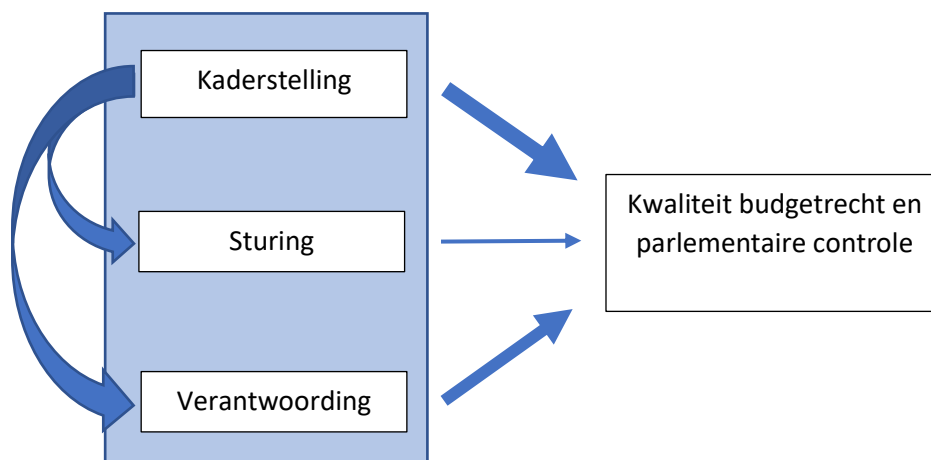 Kaderstelling
Sturing
Verantwoording
Kwaliteit budgetrecht en
parlementaire controle